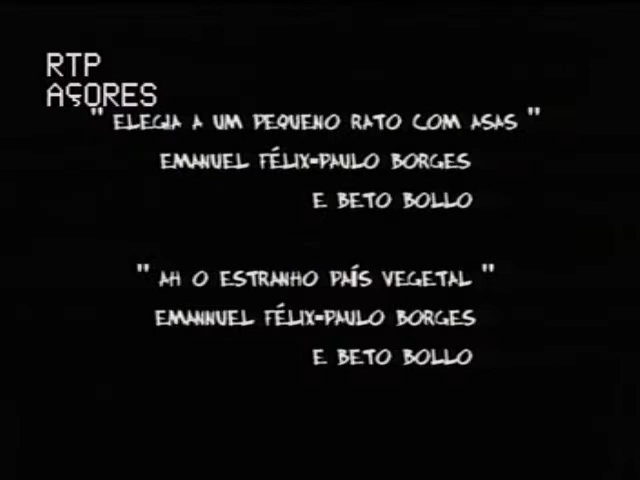 RTP
AÇORES
" ELEGIA A UM PEQUENO RATO COM ASAS "
EMANUEL FÉLIX=PAULO BORGES
E BETO BOLLO
" AH O ESTRANHO PAÍS VEGETAL "
EMANNUEL FÉLIX=PAULO BORGES
E BETO BOLLO